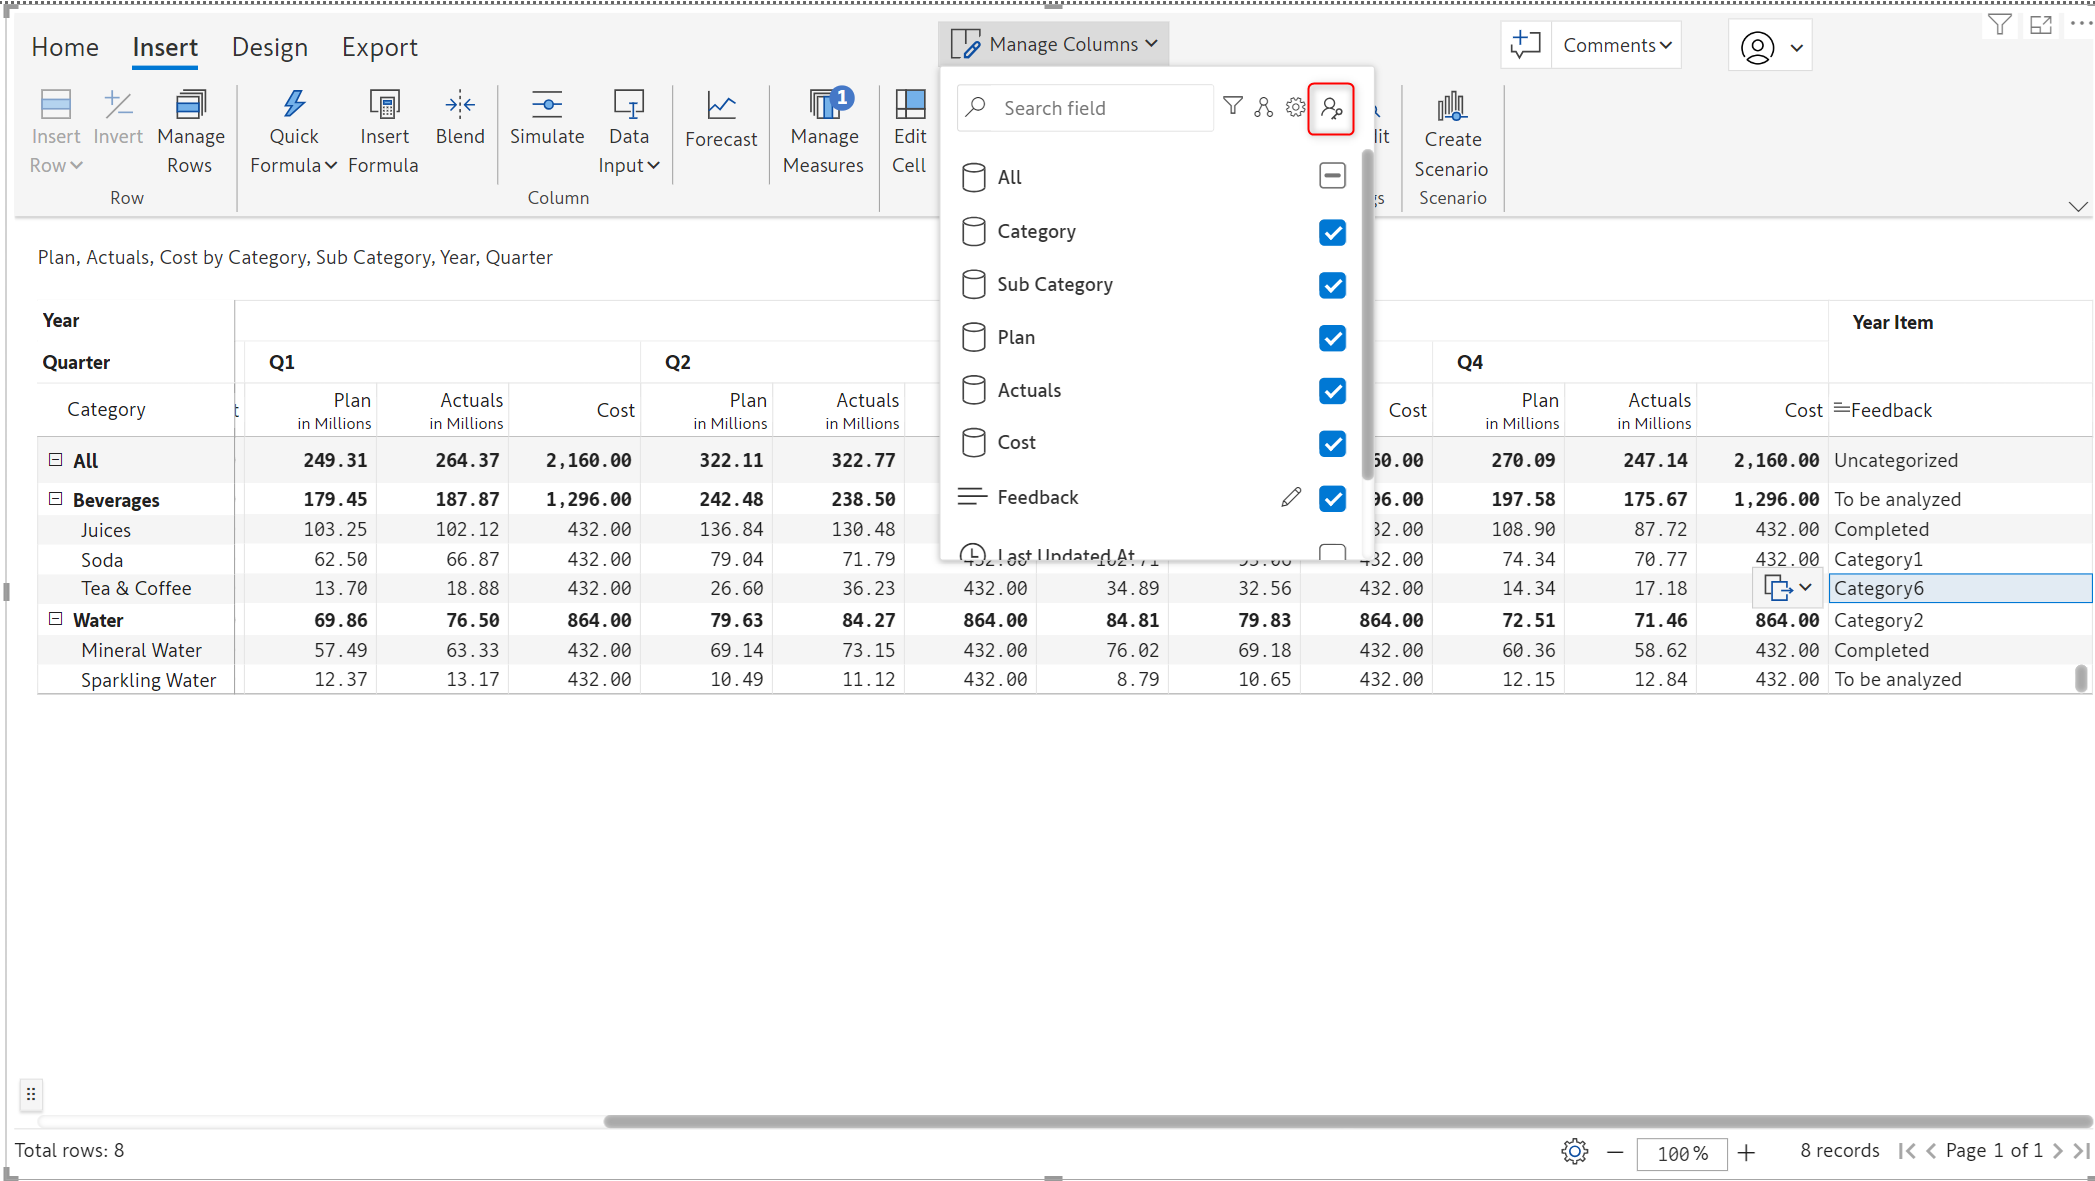 Home Insert Design Export
Manage Columns
Comments
Search field
Insert Row
Invert
Manage Rows
Row
Quick Formula
Insert Formula
Blend
Simulate
Data Input
Column
Forecast
1
Manage Measures
Edit Cell
Create Scenario
Scenario
All
Category
Sub Category
Plan
Actuals
Cost
Feedback
Last Updated At
Plan, Actuals, Cost by Category, Sub Category, Year, Quarter
Year Year Item
Quarter Q1 Q2 Q4
Category t Plan in Millions Actuals in Millions Cost Plan in Millions Actuals in Millions Cost Plan in Millions Actuals in Millions Cost Feedback
All 249.31 264.37 2,160.00 322.11 322.77 60.00 270.09 247.14 2,160.00 Uncategorized
Beverages 179.45 187.87 1,296.00 242.48 238.50 96.00 197.58 175.67 1,296.00 To be analyzed
Juices 103.25 102.12 432.00 136.84 130.48 32.00 108.90 87.72 432.00 Completed
Soda 62.50 66.87 432.00 79.04 71.79 432.00 74.34 70.77 432.00 Category1
Tea & Coffee 13.70 18.88 432.00 26.60 36.23 432.00 34.89 32.56 432.00 14.34 17.18 Category6
Water 69.86 76.50 864.00 79.63 84.27 864.00 84.81 79.83 864.00 72.51 71.46 864.00 Category2
Mineral Water 57.49 63.33 432.00 69.14 73.15 432.00 76.02 69.18 432.00 60.36 58.62 432.00 Completed
Sparkling Water 12.37 13.17 432.00 10.49 11.12 432.00 8.79 10.65 432.00 12.15 12.84 432.00 To be analyzed
Total rows: 8
100%
8 records
Page 1 of 1